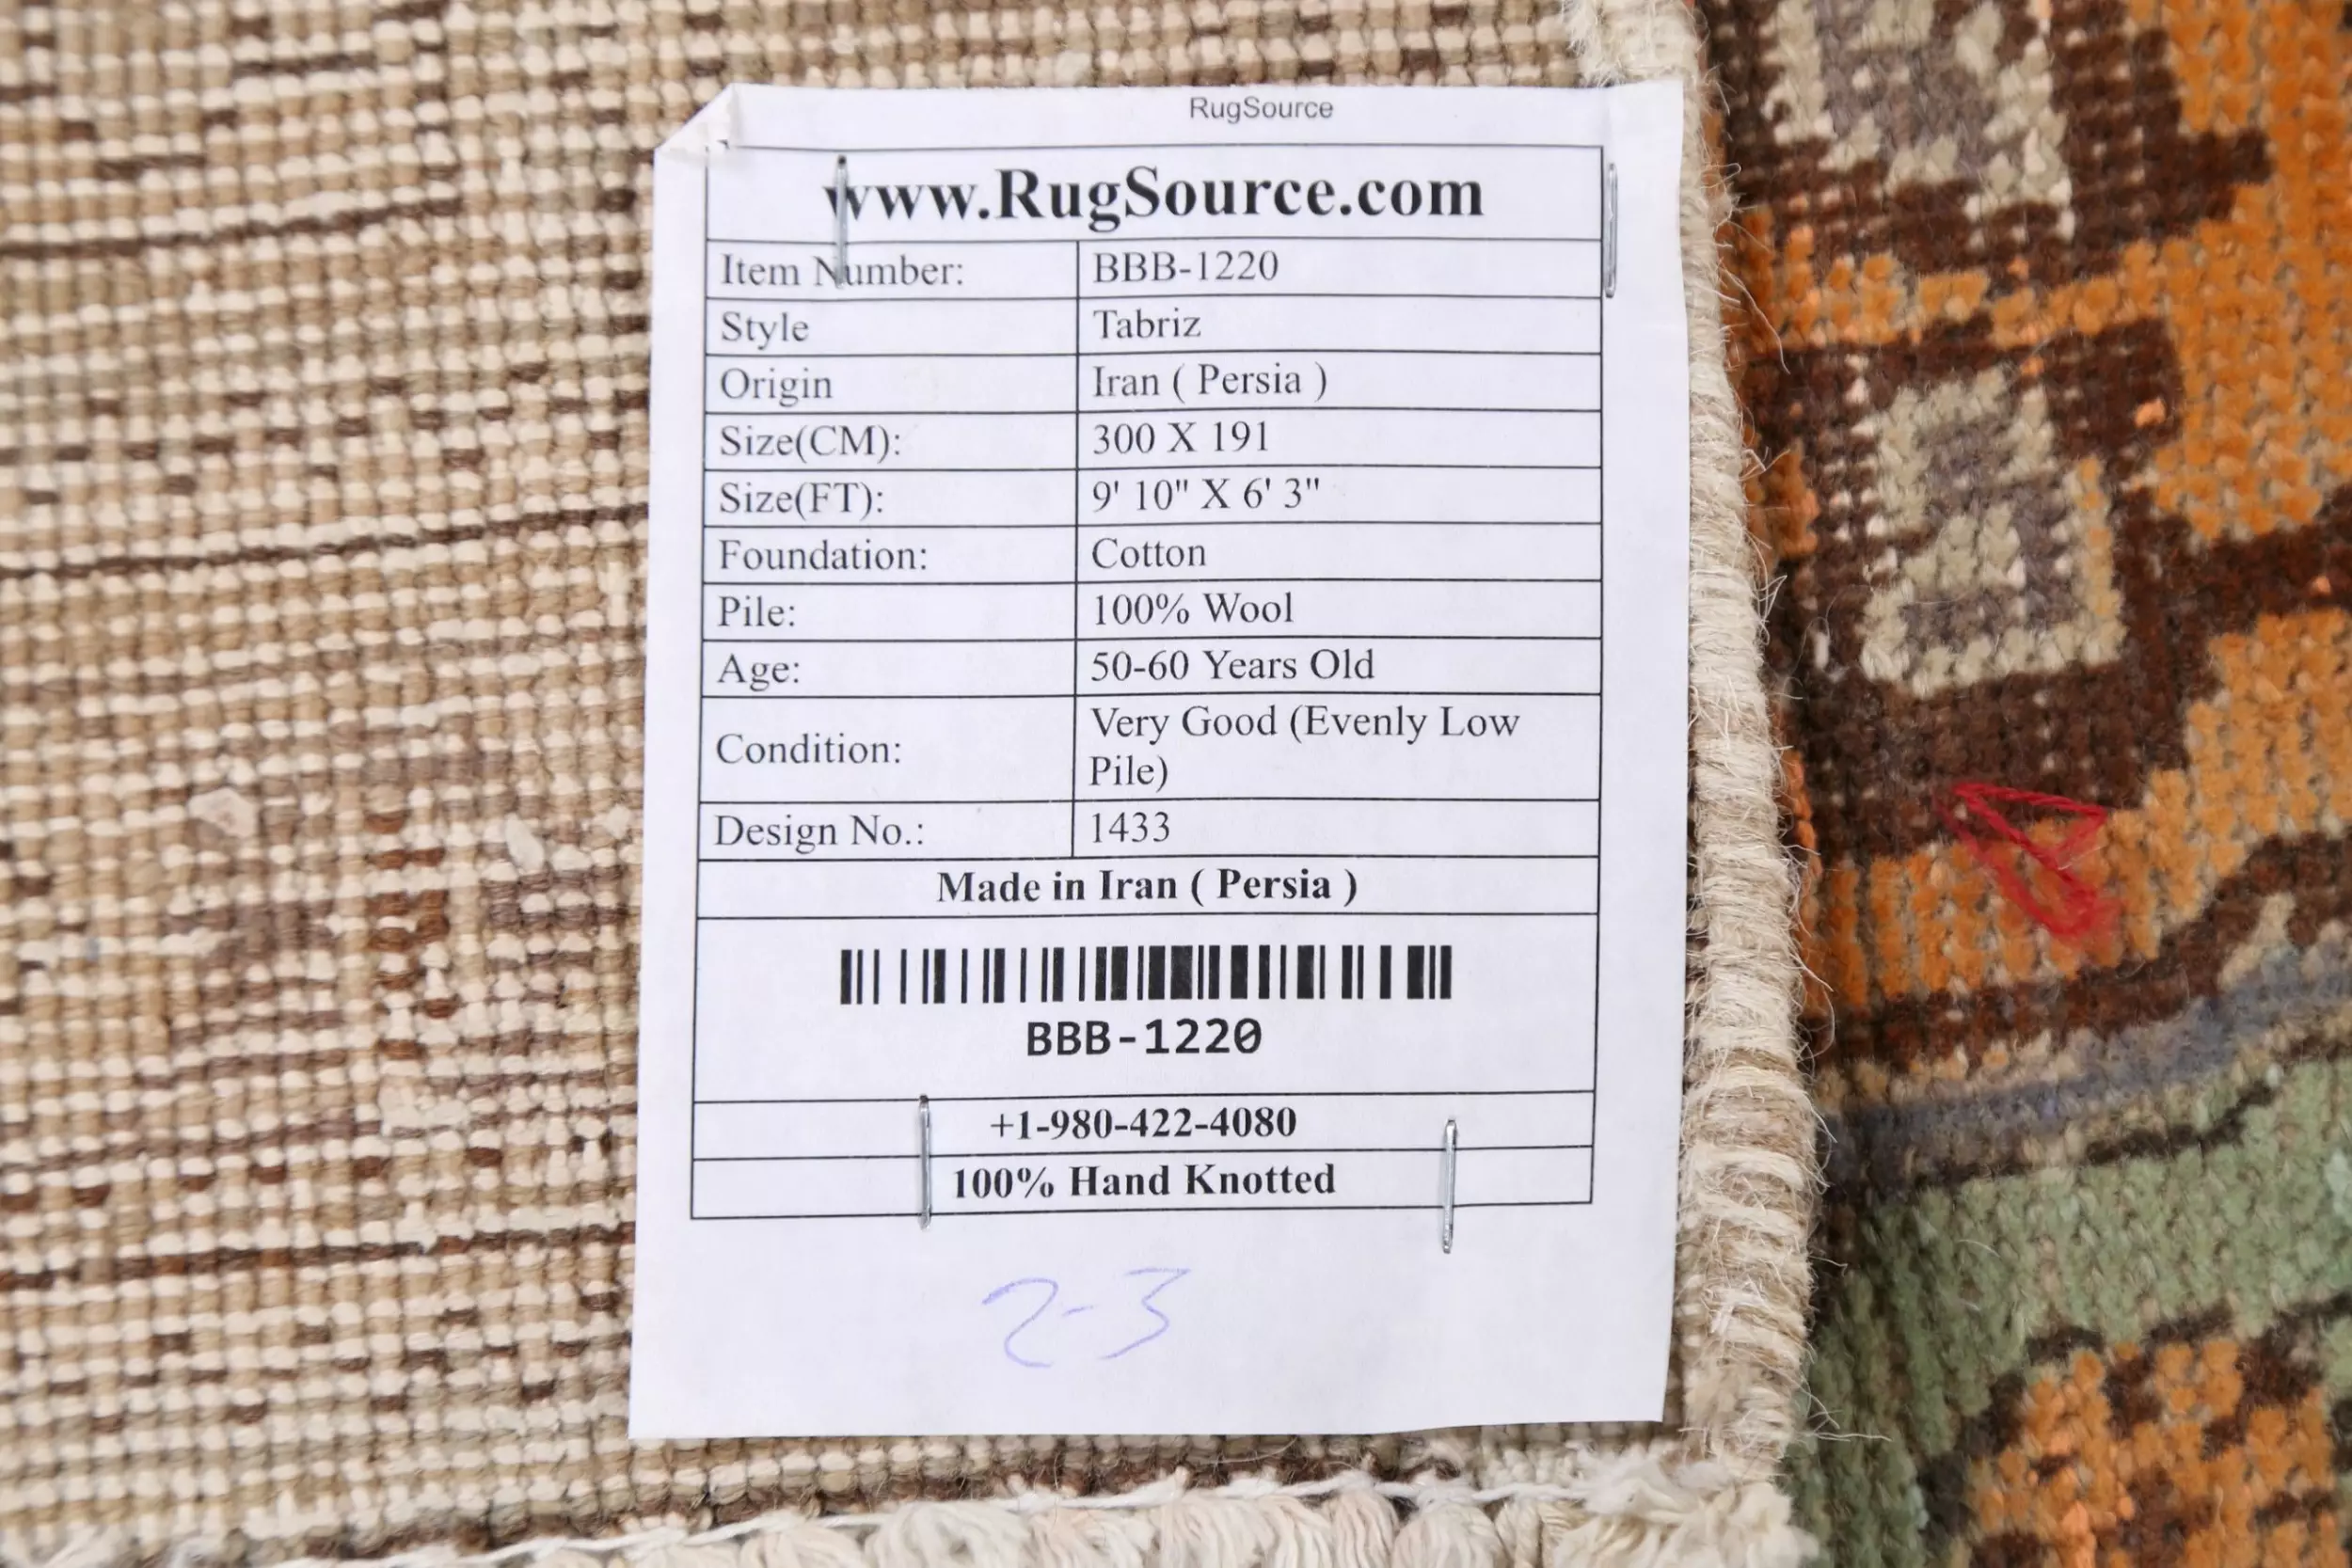 RugSource
www.RugSource.com
Item Number: BBB-1220
Style Tabriz
Origin Iran ( Persia )
Size(CM): 300 X 191
Size(FT): 9' 10" X 6' 3"
Foundation: Cotton
Pile: 100% Wool
Age: 50-60 Years Old
Condition: Very Good (Evenly Low
Pile)
Design No.: 1433
Made in Iran ( Persia )
BBB-1220
+1-980-422-4080
100% Hand Knotted
2-3